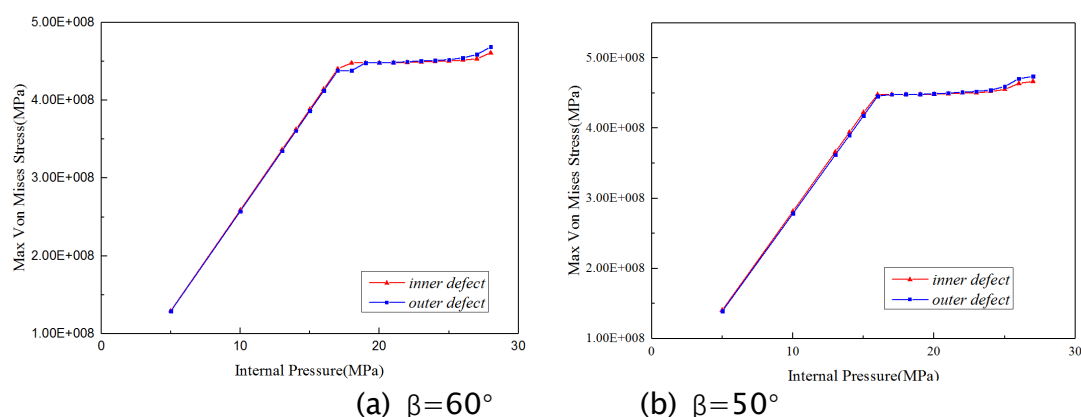 5.00E+008
4.00E+008
3.00E+008
2.00E+008
1.00E+008
Max Von Mises Stress(MPa)
inner defect
outer defect
0
10
20
30
Internal Pressure(MPa)
(a) β=60°
5.00E+008
4.00E+008
3.00E+008
2.00E+008
1.00E+008
Max Von Mises Stress(MPa)
inner defect
outer defect
0
10
20
30
Internal Pressure(MPa)
(b) β=50°